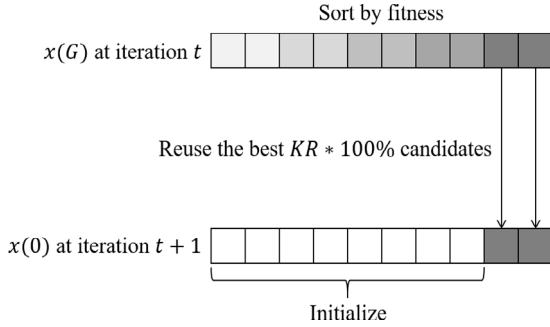 Sort by fitness
x(G) at iteration t
Reuse the best KR * 100% candidates
x(0) at iteration t + 1
Initialize